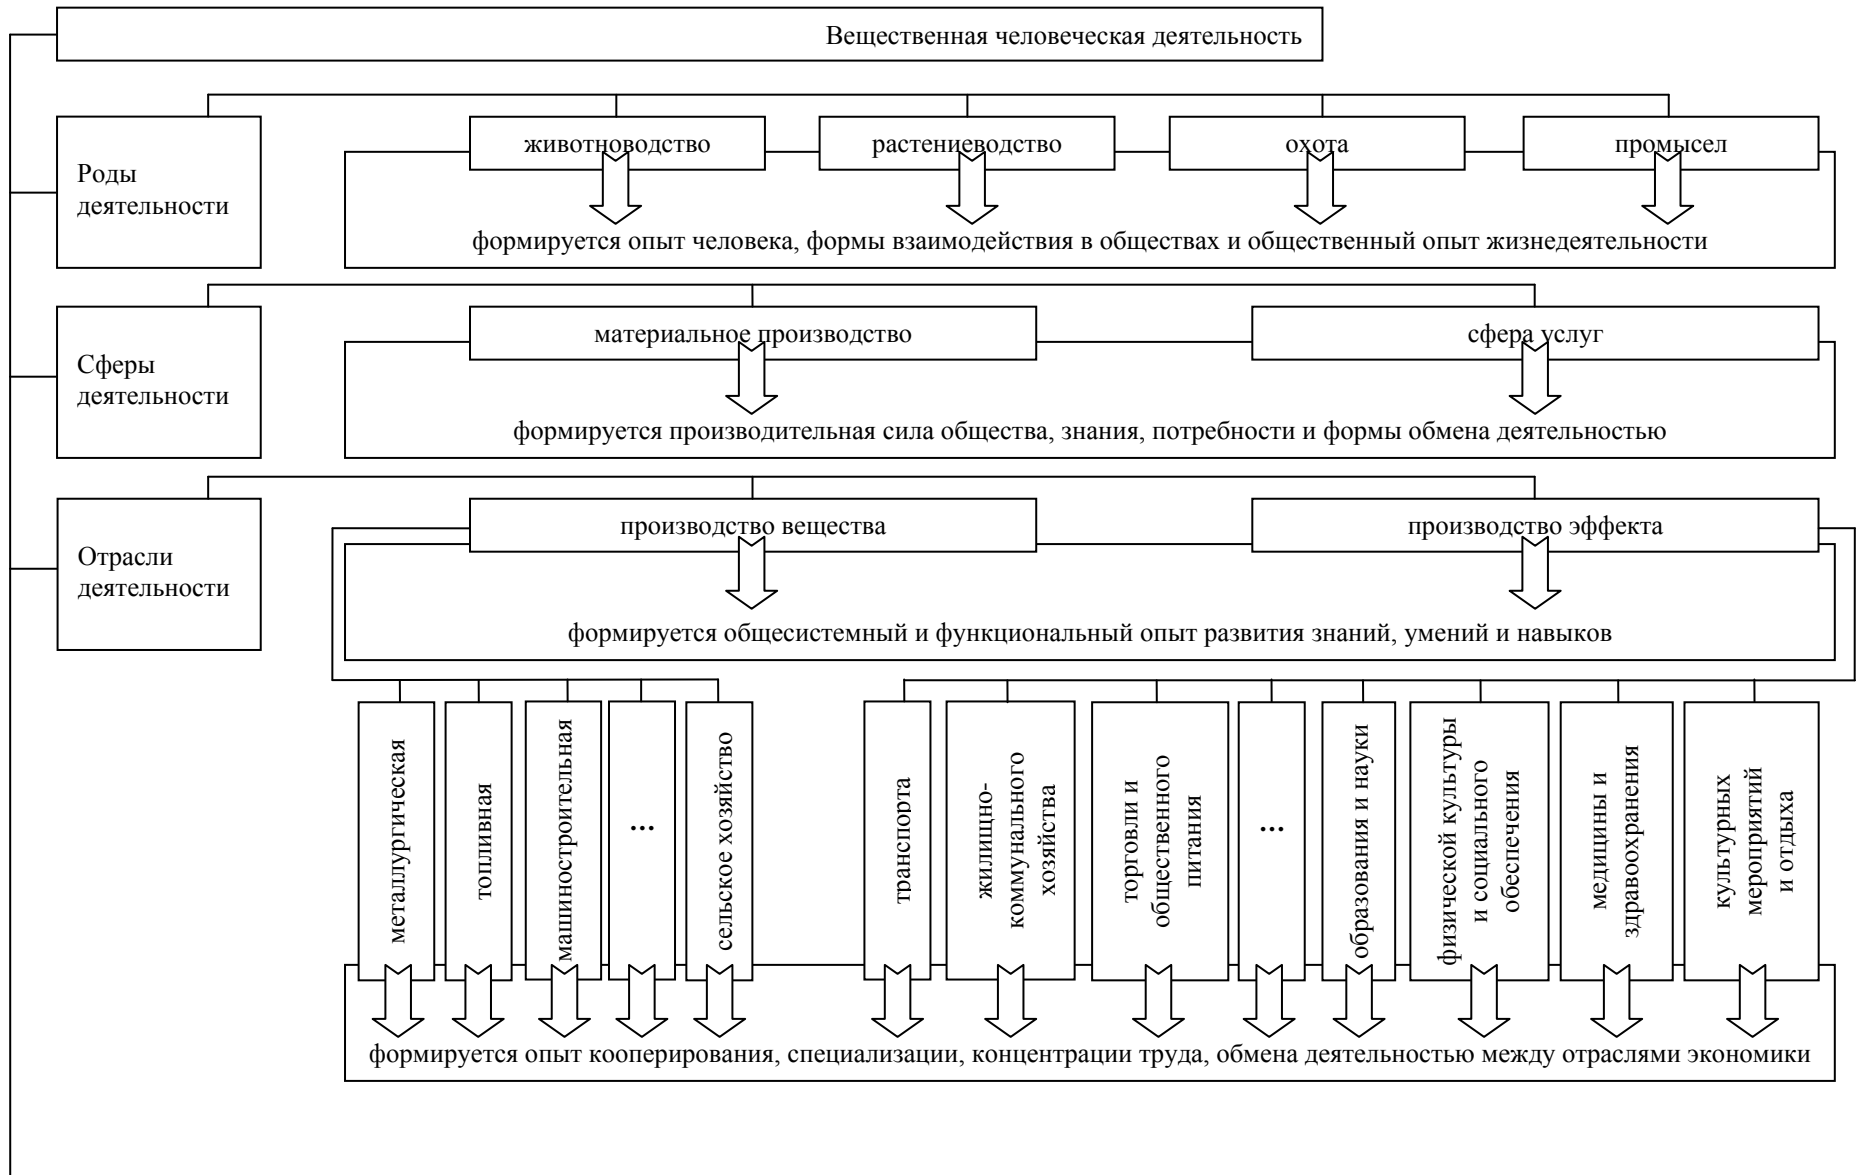 Вещественная человеческая деятельность
Роды
деятельности
животноводство
растениеводство
охота
промысел
формируется опыт человека, формы взаимодействия в обществах и общественный опыт жизнедеятельности
Сферы
деятельности
материальное производство
сфера услуг
формируется производительная сила общества, знания, потребности и формы обмена деятельностью
Отрасли
деятельности
производство вещества
производство эффекта
формируется общесистемный и функциональный опыт развития знаний, умений и навыков
металлургическая
топливная
машиностроительная
...
сельское хозяйство
транспорта
жилищно-
коммунального
хозяйства
торговли и
общественного
питания
...
образования и науки
физической культуры
и социального
обеспечения
медицины и
здравоохранения
культурных
мероприятий
и отдыха
формируется опыт кооперирования, специализации, концентрации труда, обмена деятельностью между отраслями экономики